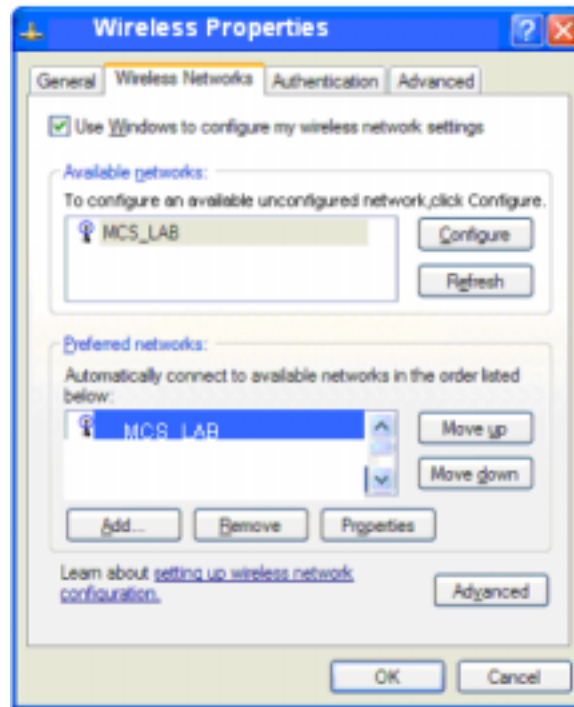 Wireless Properties
General Wireless Networks Authentication Advanced
Use Windows to configure my wireless network settings
Available networks:
To configure an available unconfigured network,click Configure.
MCS_LAB
Configure
Refresh
Preferred networks:
Automatically connect to available networks in the order listed
below:
MCS_LAB
Move up
Move down
Add... Remove Properties
Learn about setting up wireless network
configuration.
Advanced
OK Cancel